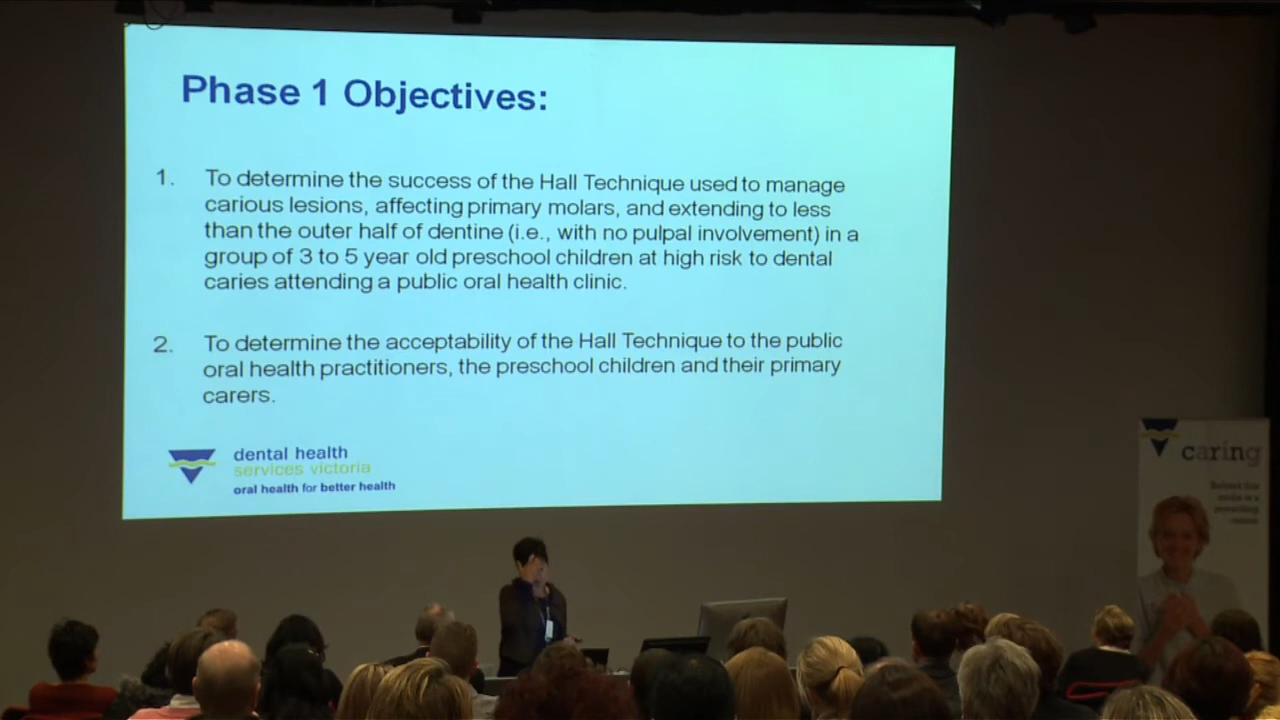 Phase 1 Objectives:
1. To determine the success of the Hall Technique used to manage
carious lesions, affecting primary molars, and extending to less
than the outer half of dentine (i.e., with no pulpal involvement) in a
group of 3 to 5 year old preschool children at high risk to dental
caries attending a public oral health clinic.
2. To determine the acceptability of the Hall Technique to the public
oral health practitioners, the preschool children and their primary
carers.
dental health
services victoria
oral health for better health
caring